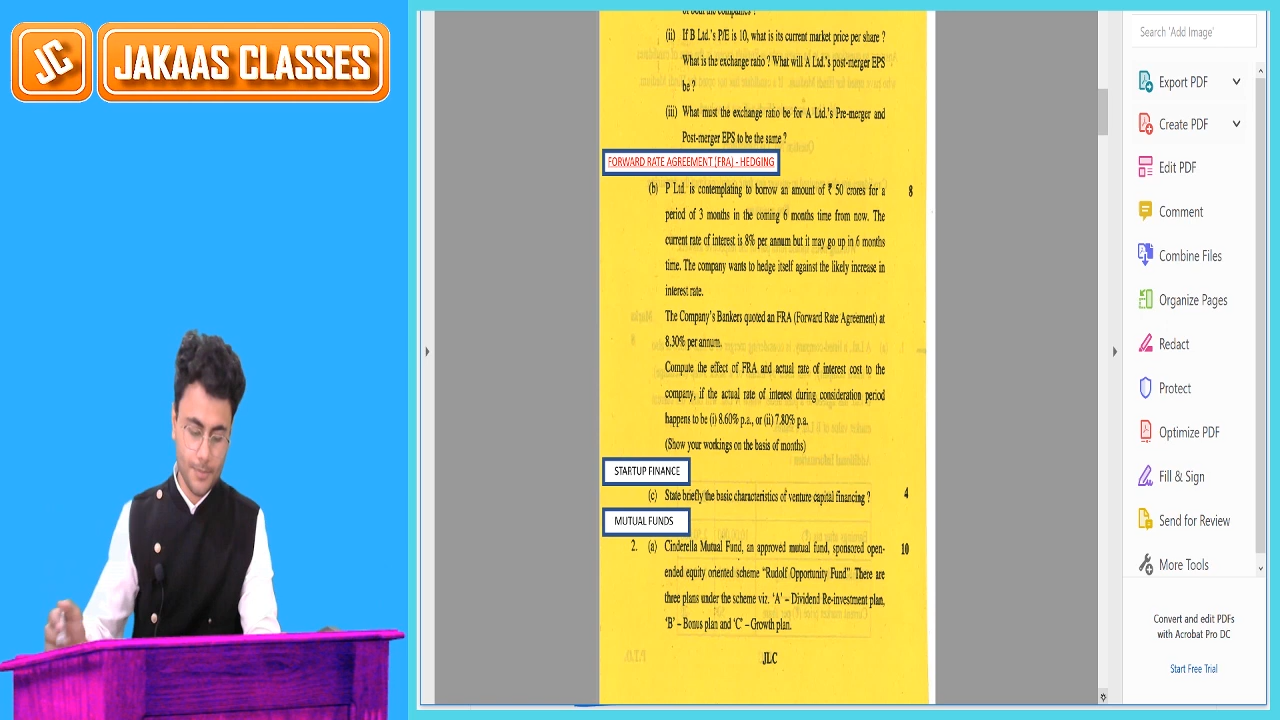 JC
JAKAAS CLASSES
of both the companies ?
(ii) If B Ltd.'s P/E is 10, what is its current market price per share ?
What is the exchange ratio ? What will A Ltd.'s post-merger EPS
be ?
(iii) What must the exchange ratio be for A Ltd.'s Pre-merger and
Post-merger EPS to be the same ?
FORWARD RATE AGREEMENT (FRA) - HEDGING
(b) P Ltd. is contemplating to borrow an amount of ₹ 50 crores for a 8
period of 3 months in the coming 6 months time from now. The
current rate of interest is 8% per annum but it may go up in 6 months
time. The company wants to hedge itself against the likely increase in
interest rate.
The Company's Bankers quoted an FRA (Forward Rate Agreement) at
8.30% per annum.
Compute the effect of FRA and actual rate of interest cost to the
company, if the actual rate of interest during consideration period
happens to be (i) 8.60% p.a., or (ii) 7.80% p.a.
(Show your workings on the basis of months)
STARTUP FINANCE
(c) State briefly the basic characteristics of venture capital financing ? 4
MUTUAL FUNDS
2. (a) Cinderella Mutual Fund, an approved mutual fund, sponsored open- 10
ended equity oriented scheme "Rudolf Opportunity Fund". There are
three plans under the scheme viz. 'A' – Dividend Re-investment plan,
'B' – Bonus plan and 'C' – Growth plan.
JLC
Search 'Add Image'
Export PDF
Create PDF
Edit PDF
Comment
Combine Files
Organize Pages
Redact
Protect
Optimize PDF
Fill & Sign
Send for Review
More Tools
Convert and edit PDFs
with Acrobat Pro DC
Start Free Trial